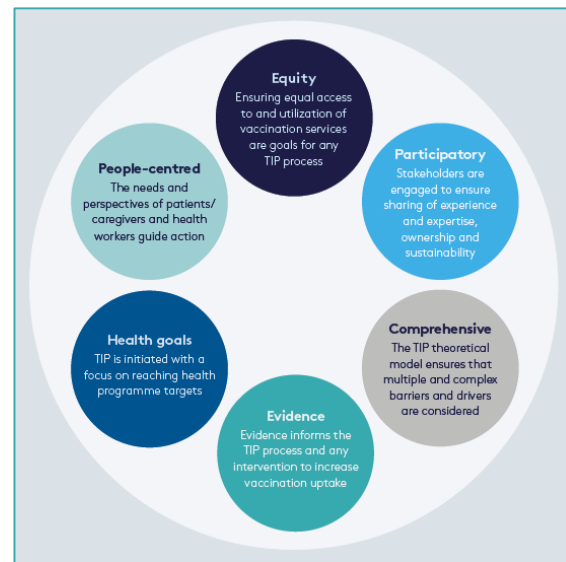 Equity
Ensuring equal access
to and utilization of
vaccination services
are goals for any
TIP process
Participatory
Stakeholders are
engaged to ensure
sharing of experience
and expertise,
ownership and
sustainability
Comprehensive
The TIP theoretical
model ensures that
multiple and complex
barriers and drivers
are considered
Evidence
Evidence informs the
TIP process and any
intervention to increase
vaccination uptake
Health goals
TIP is initiated with a
focus on reaching health
programme targets
People-centred
The needs and
perspectives of patients/
caregivers and health
workers guide action